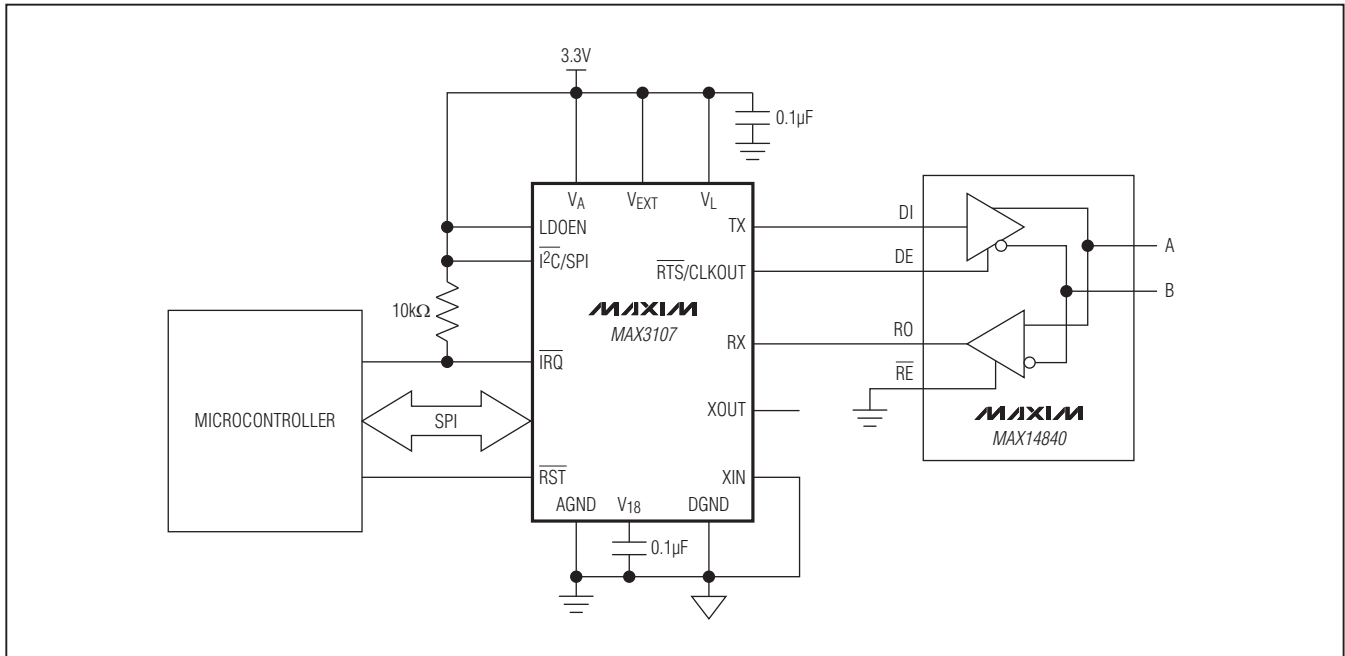 3.3V
0.1µF
VA
VEXT
VL
LDOEN
I²C/SPI
10kΩ
IRQ
SPI
RST
MICROCONTROLLER
MAXIM
MAX3107
TX
RTS/CLKOUT
RX
XOUT
XIN
AGND
V18
DGND
0.1µF
DI
DE
RO
RE
A
B
MAXIM
MAX14840